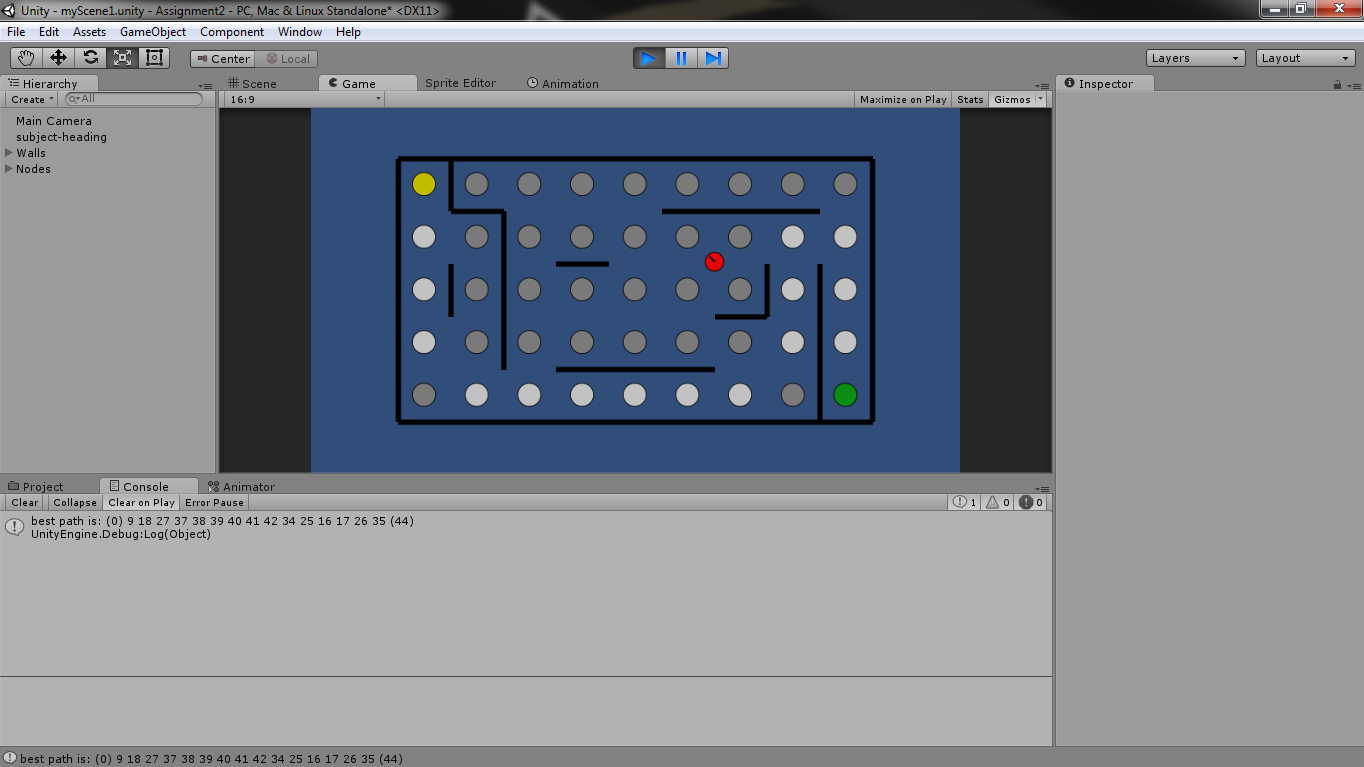 Unity - myScene1.unity - Assignment2 - PC, Mac & Linux Standalone* <DX11>
File Edit Assets GameObject Component Window Help
Center Local Layers Layout
Hierarchy Scene Game Sprite Editor Animation Inspector
Create All 16:9 Maximize on Play Stats Gizmos
Main Camera
subject-heading
Walls
Nodes
Project Console Animator
Clear Collapse Clear on Play Error Pause 1 0 0
best path is: (0) 9 18 27 37 38 39 40 41 42 34 25 16 17 26 35 (44)
UnityEngine.Debug:Log(Object)
best path is: (0) 9 18 27 37 38 39 40 41 42 34 25 16 17 26 35 (44)